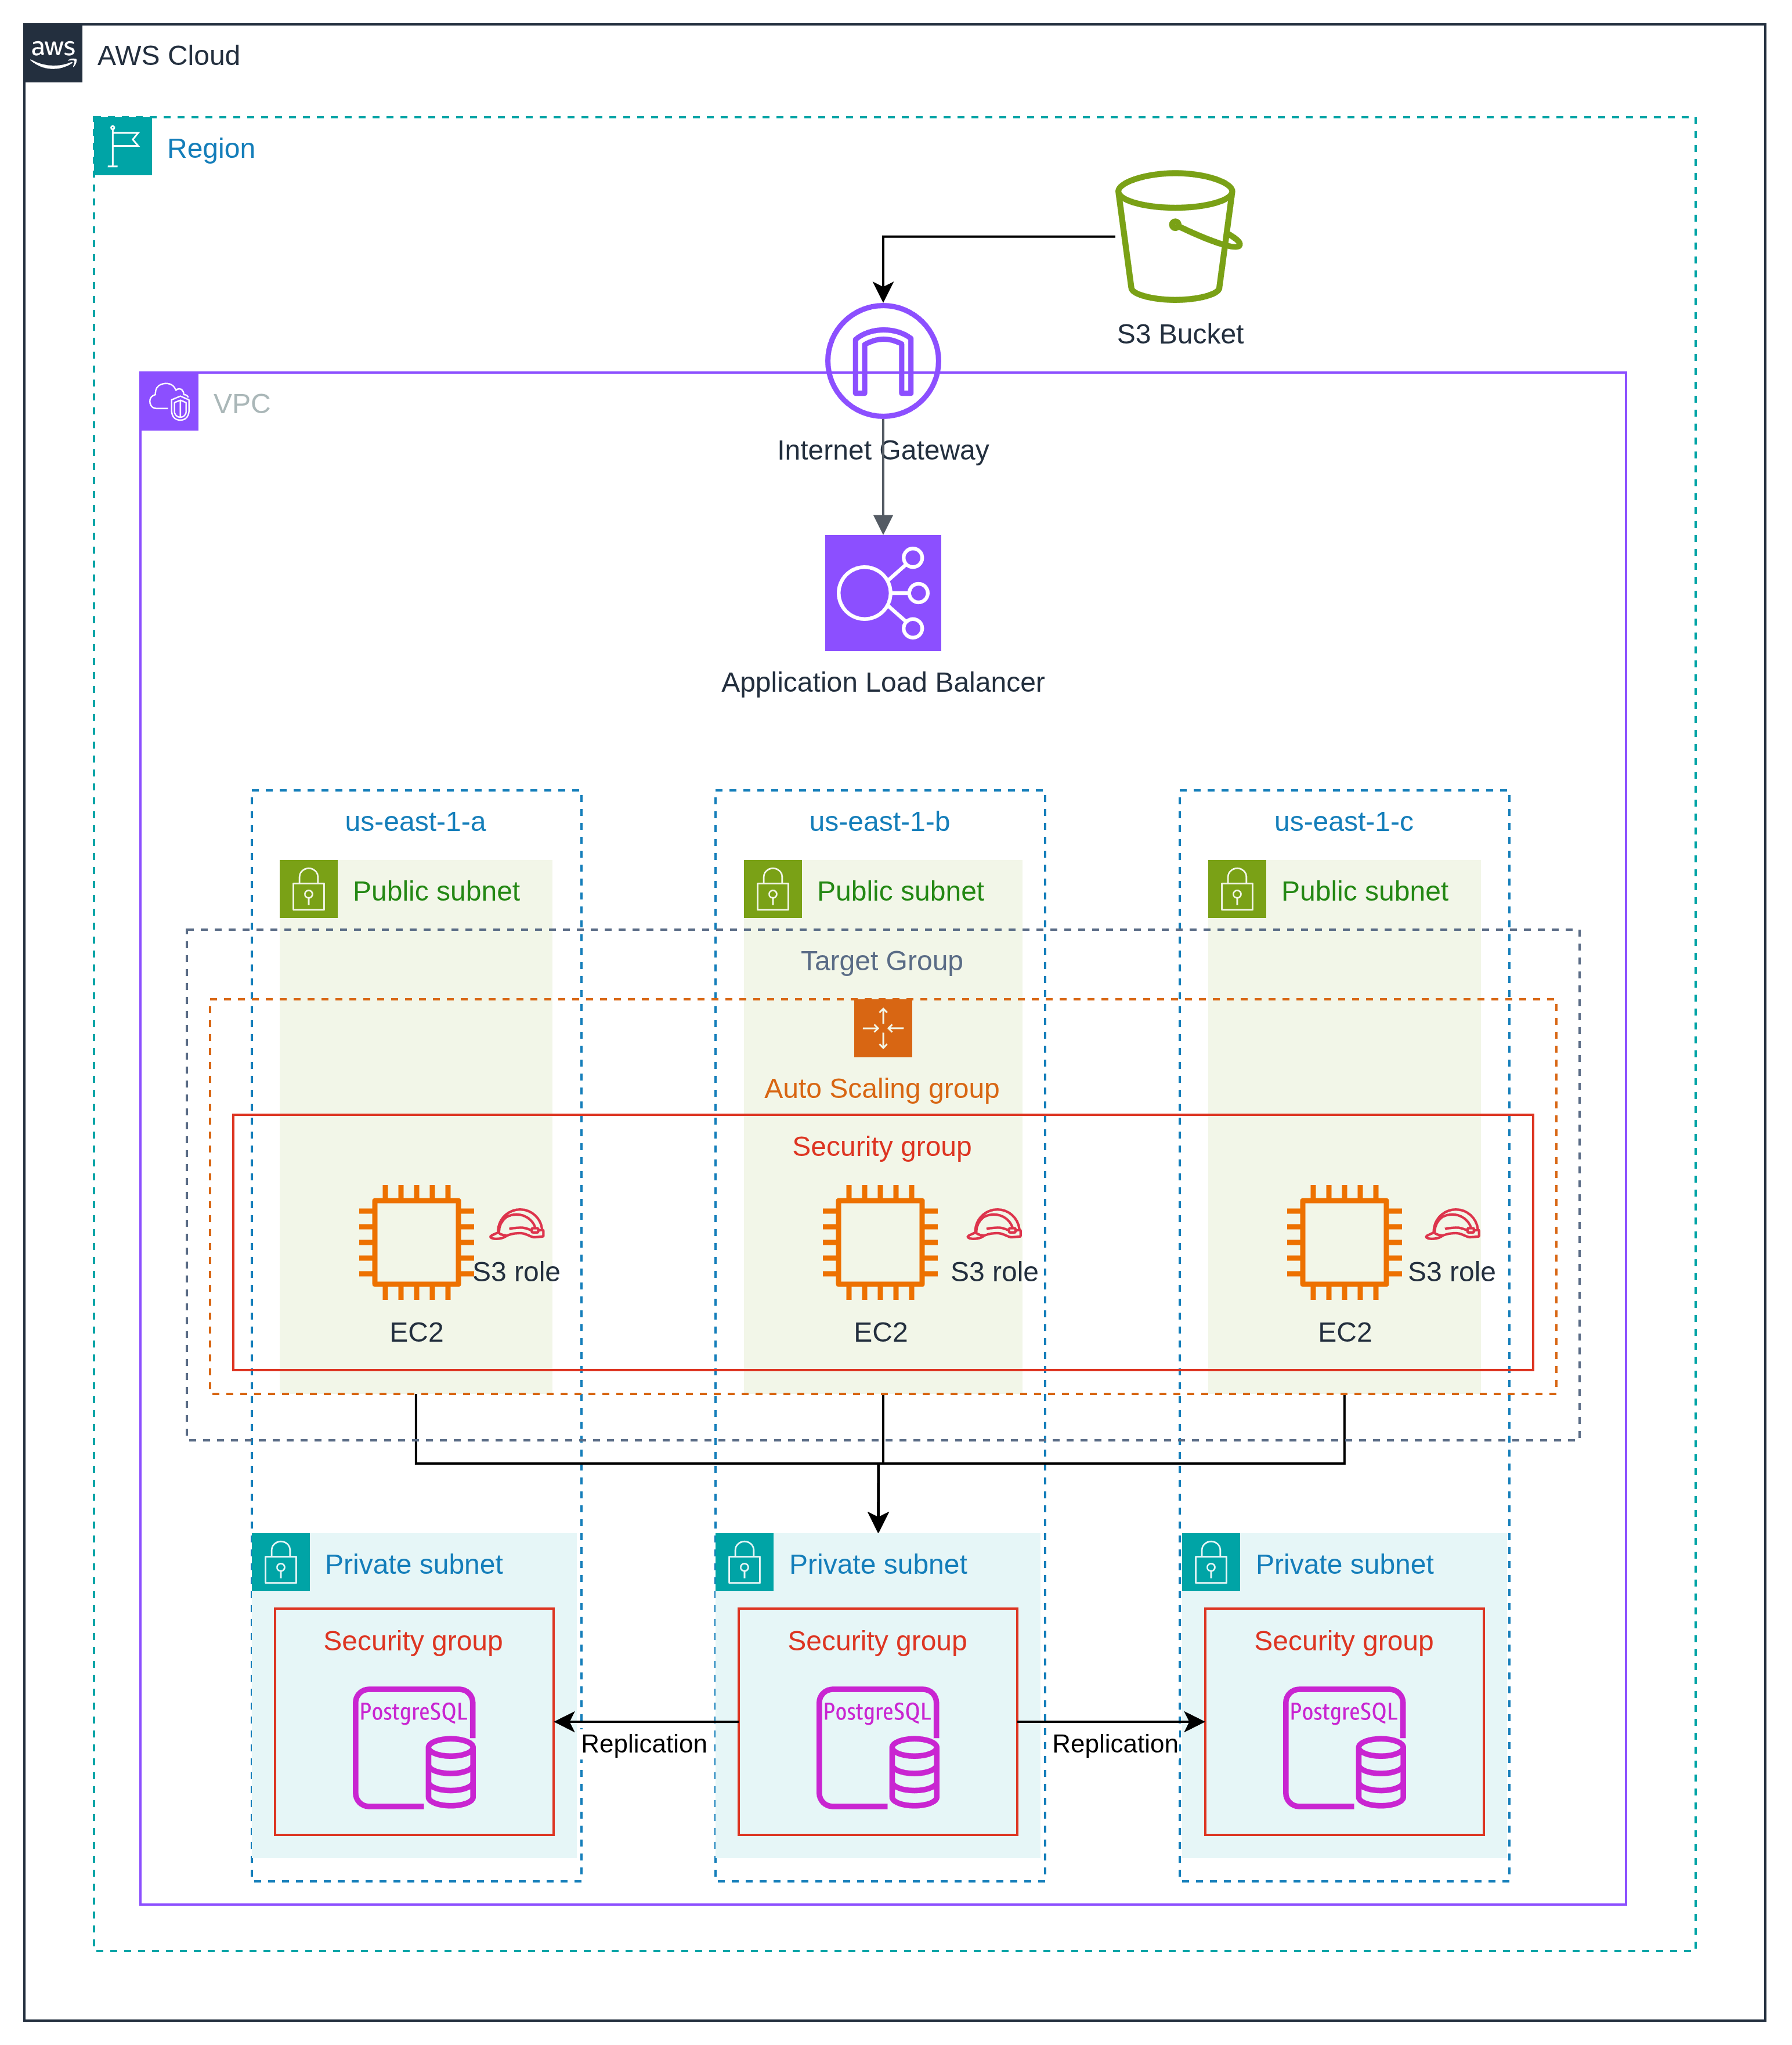 aws
AWS Cloud
Region
S3 Bucket
VPC
Internet Gateway
Application Load Balancer
us-east-1-a
us-east-1-b
us-east-1-c
Public subnet
Public subnet
Public subnet
Target Group
Auto Scaling group
Security group
S3 role
S3 role
S3 role
EC2
EC2
EC2
Private subnet
Private subnet
Private subnet
Security group
Security group
Security group
PostgreSQL
PostgreSQL
PostgreSQL
Replication
Replication